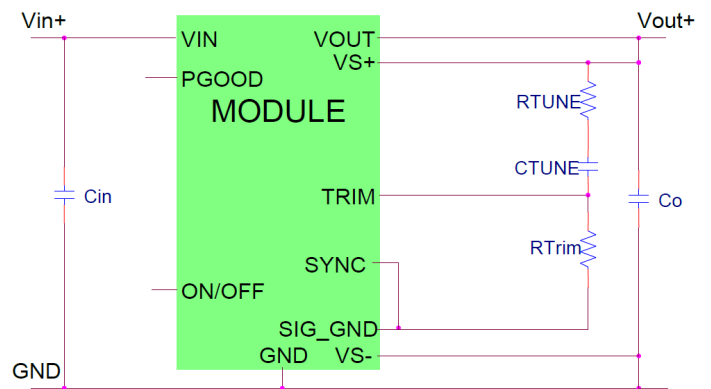 Vin+
Vout+
VIN
VOUT
VS+
PGOOD
RTUNE
MODULE
CTUNE
Cin
TRIM
Co
RTrim
SYNC
ON/OFF
SIG_GND
GND
VS-
GND